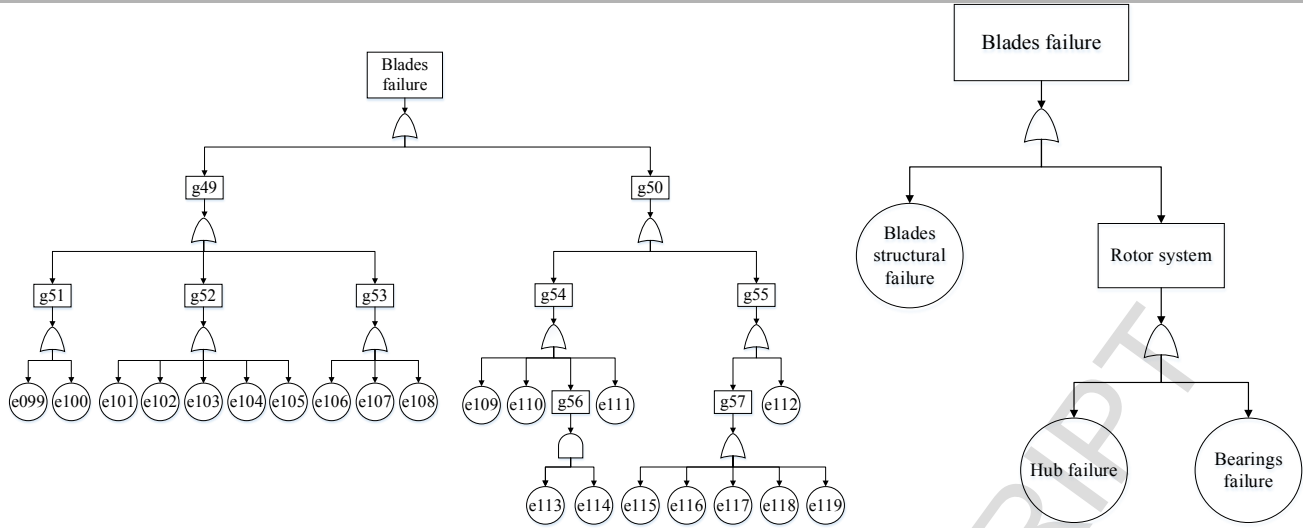 Blades
failure
g49
g50
g51
g52
g53
g54
g55
e099
e100
e101
e102
e103
e104
e105
e106
e107
e108
e109
e110
g56
e111
g57
e112
e113
e114
e115
e116
e117
e118
e119
Blades failure
Blades
structural
failure
Rotor system
Hub failure
Bearings
failure
RIPT